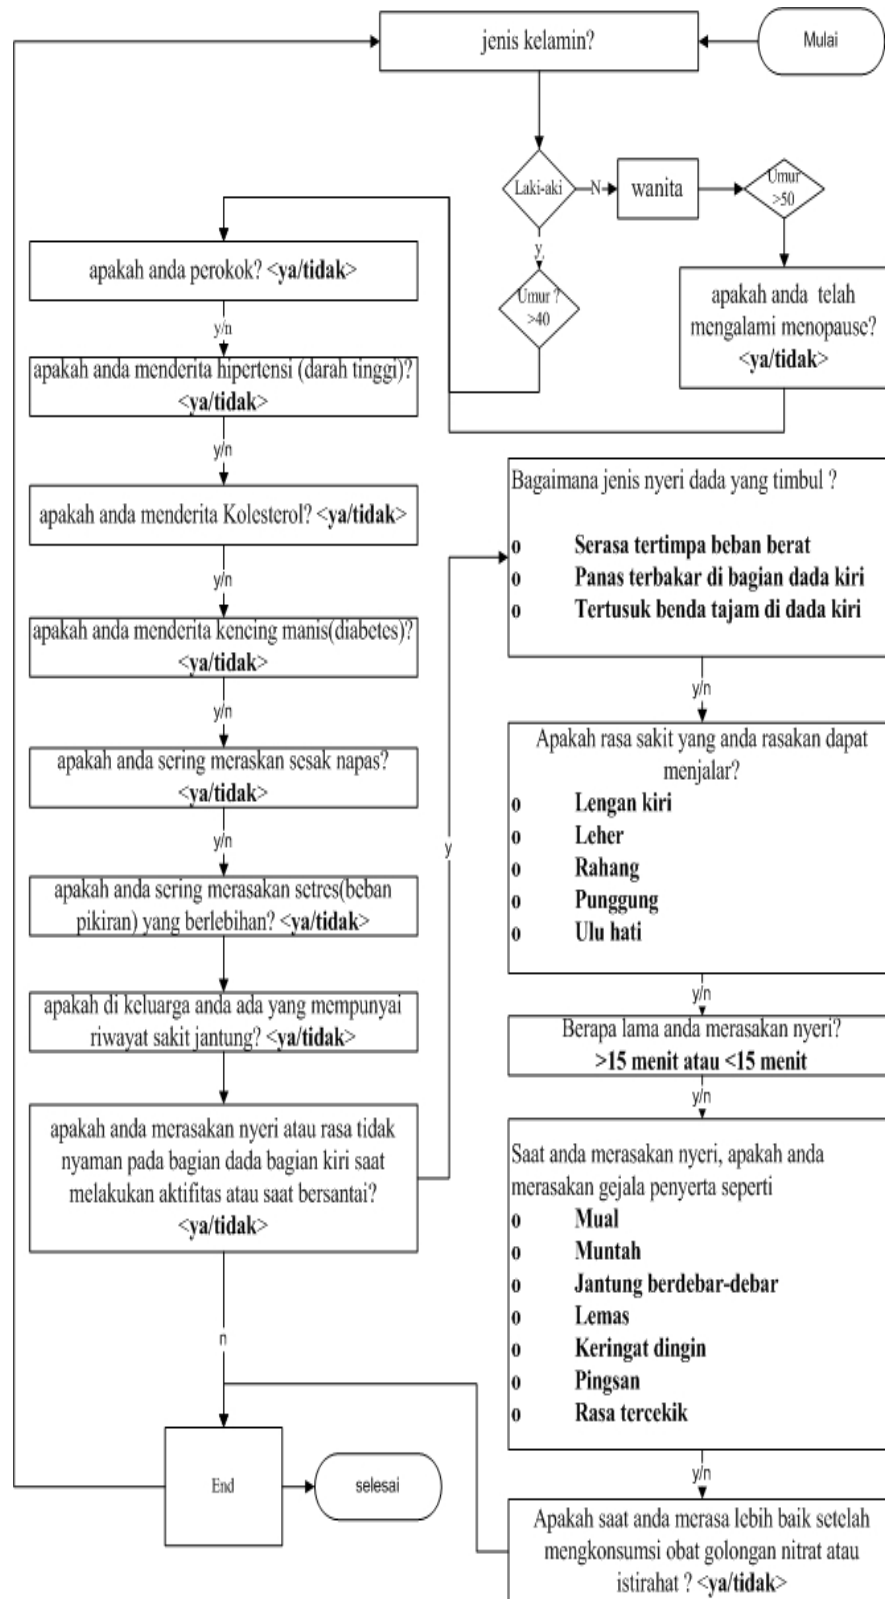 Mulai
jenis kelamin?
Laki-aki
N
wanita
Umur
>50
y
Umur ?
>40
apakah anda telah
mengalami menopause?
<ya/tidak>
apakah anda perokok? <ya/tidak>
y/n
apakah anda menderita hipertensi (darah tinggi)?
<ya/tidak>
y/n
apakah anda menderita Kolesterol? <ya/tidak>
y/n
apakah anda menderita kencing manis(diabetes)?
<ya/tidak>
y/n
apakah anda sering meraskan sesak napas?
<ya/tidak>
y/n
apakah anda sering merasakan setres(beban
pikiran) yang berlebihan? <ya/tidak>
apakah di keluarga anda ada yang mempunyai
riwayat sakit jantung? <ya/tidak>
apakah anda merasakan nyeri atau rasa tidak
nyaman pada bagian dada bagian kiri saat
melakukan aktifitas atau saat bersantai?
<ya/tidak>
y
n
Bagaimana jenis nyeri dada yang timbul ?
o Serasa tertimpa beban berat
o Panas terbakar di bagian dada kiri
o Tertusuk benda tajam di dada kiri
y/n
Apakah rasa sakit yang anda rasakan dapat
menjalar?
o Lengan kiri
o Leher
o Rahang
o Punggung
o Ulu hati
y/n
Berapa lama anda merasakan nyeri?
>15 menit atau <15 menit
y/n
Saat anda merasakan nyeri, apakah anda
merasakan gejala penyerta seperti
o Mual
o Muntah
o Jantung berdebar-debar
o Lemas
o Keringat dingin
o Pingsan
o Rasa tercekik
y/n
Apakah saat anda merasa lebih baik setelah
mengkonsumsi obat golongan nitrat atau
istirahat ? <ya/tidak>
End
selesai